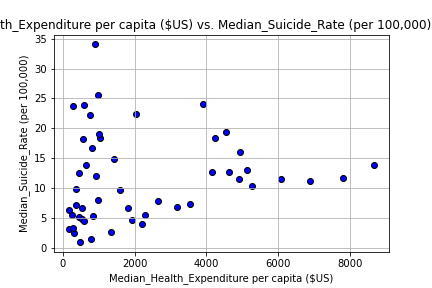 th_Expenditure per capita ($US) vs. Median_Suicide_Rate (per 100,000)
35
30
25
20
15
10
5
0
Median_Suicide_Rate (per 100,000)
0 2000 4000 6000 8000
Median_Health_Expenditure per capita ($US)